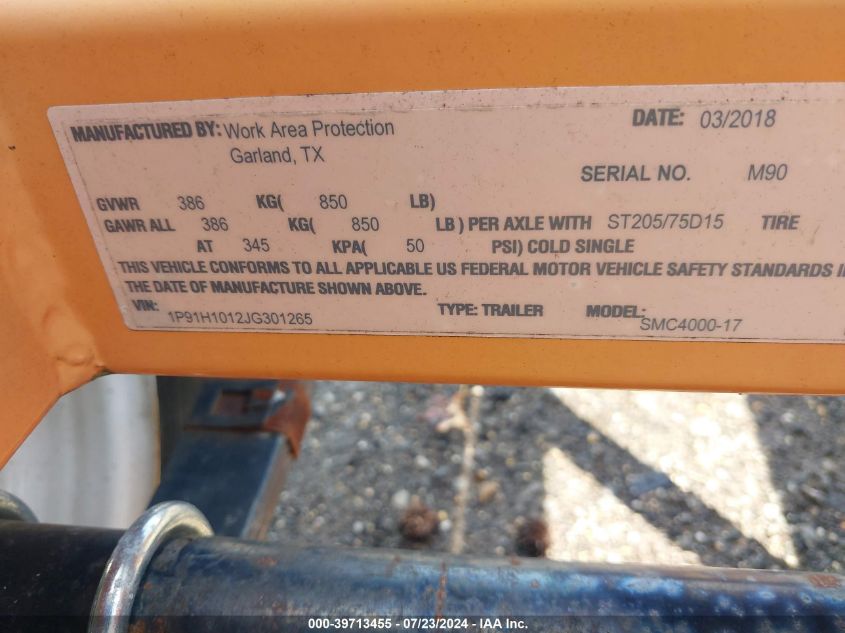 MANUFACTURED BY: Work Area Protection DATE: 03/2018
Garland, TX
SERIAL NO. M90
GVWR 386 KG( 850 LB)
GAWR ALL 386 KG( 850 LB ) PER AXLE WITH ST205/75D15 TIRE
AT 345 KPA( 50 PSI) COLD SINGLE
THIS VEHICLE CONFORMS TO ALL APPLICABLE US FEDERAL MOTOR VEHICLE SAFETY STANDARDS
THE DATE OF MANUFACTURE SHOWN ABOVE.
VIN: 1P91H1012JG301265 TYPE: TRAILER MODEL: SMC4000-17
000-39713455 - 07/23/2024 - IAA Inc.